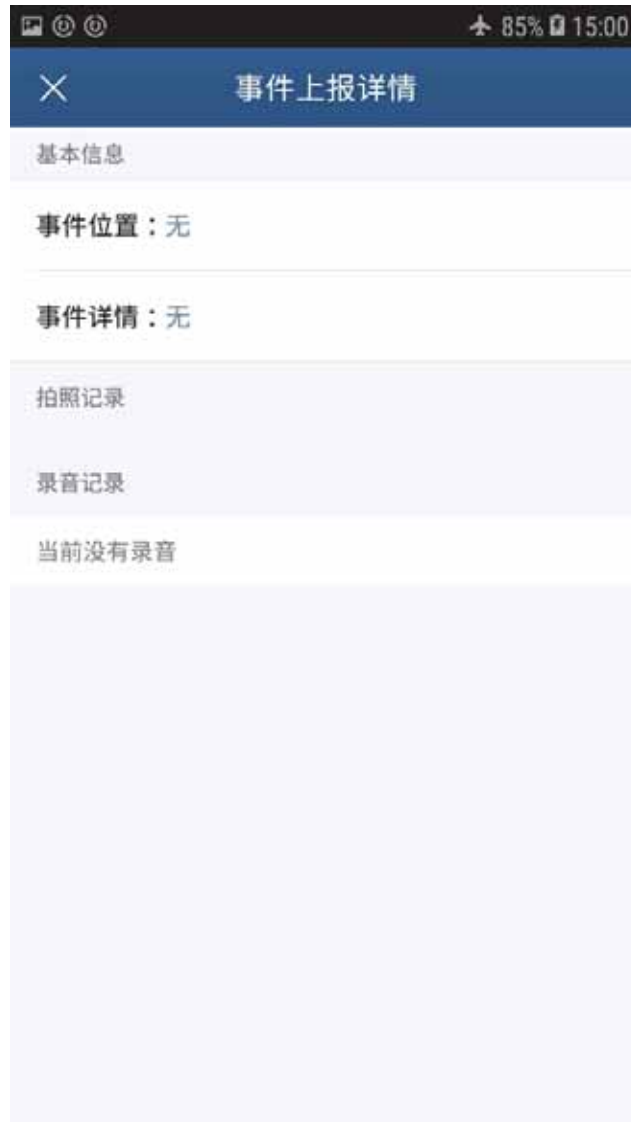 85% 15:00
事件上报详情
基本信息
事件位置：无
事件详情：无
拍照记录
录音记录
当前没有录音